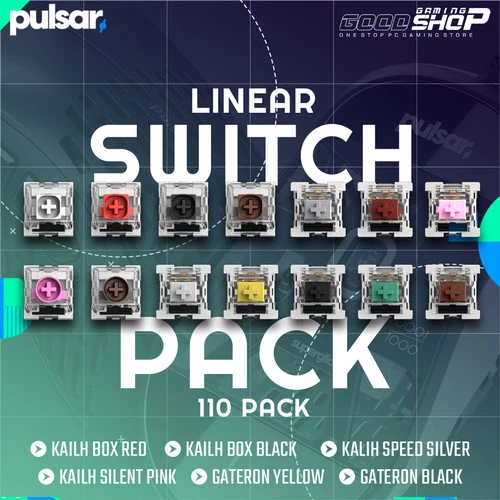 pulsar
GAMING
GOOD SHOP
ONE STOP PC GAMING STORE
pulsar
LINEAR
SWITCH
PACK
110 PACK
KAILH BOX RED
KAILH BOX BLACK
KALIH SPEED SILVER
KAILH SILENT PINK
GATERON YELLOW
GATERON BLACK